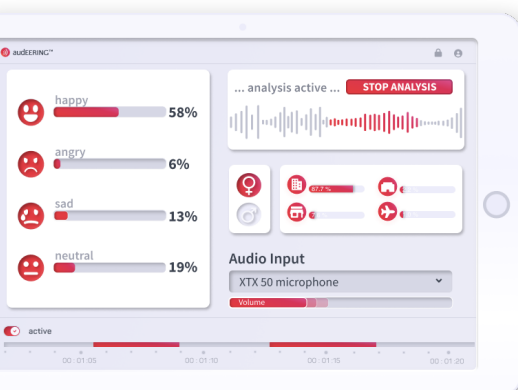 audEERING™
happy
58%
angry
6%
sad
13%
neutral
19%
... analysis active ...
STOP ANALYSIS
87.7 %
Audio Input
XTX 50 microphone
Volume
active
00:01:05
00:01:10
00:01:15
00:01:20